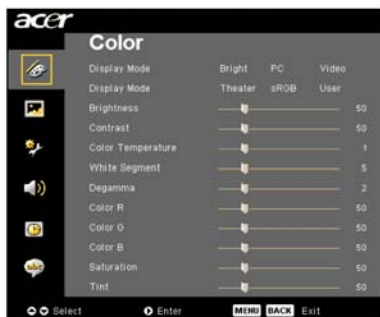 acer
Color
Display Mode Bright PC Video
Display Mode Theater sRGB User
Brightness 50
Contrast 50
Color Temperature 1
White Segment 5
Degamma 2
Color R 50
Color G 50
Color B 50
Saturation 50
Tint 50
abc
Select Enter MENU BACK Exit